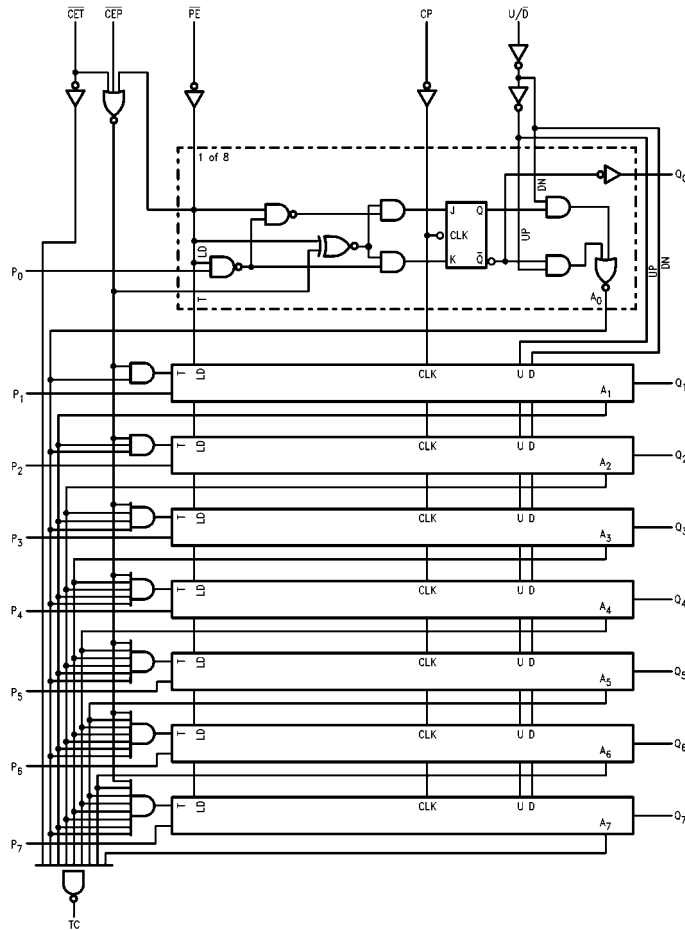 CET CEP PE CP U/D
1 of 8
LD
T
J Q
CLK
K Q
UP
DN
UP
DN
A0
Q0
P0
T LD CLK U D
A1
P1
Q1
T LD CLK U D
A2
P2
Q2
T LD CLK U D
A3
P3
Q3
T LD CLK U D
A4
P4
Q4
T LD CLK U D
A5
P5
Q5
T LD CLK U D
A6
P6
Q6
T LD CLK U D
A7
P7
Q7
TC